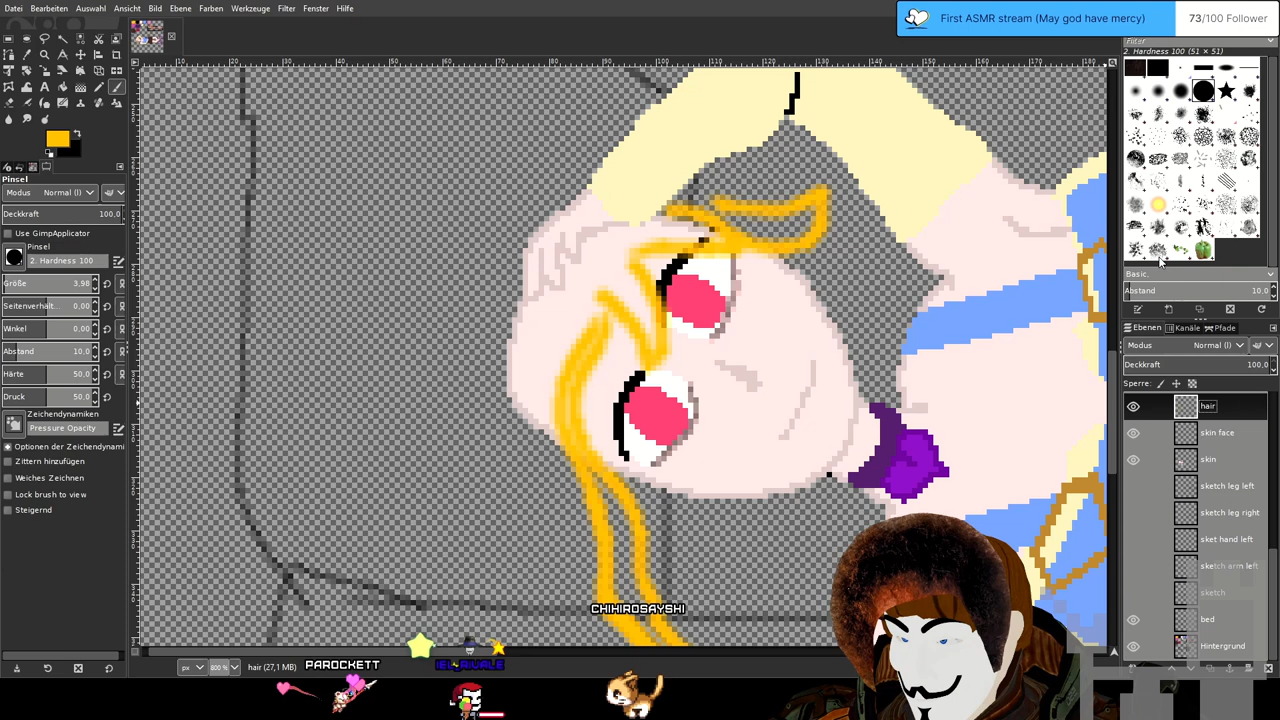 Datei Bearbeiten Auswahl Ansicht Bild Ebene Farben Werkzeuge Filter Fenster Hilfe
First ASMR stream (May god have mercy)
73/100 Follower
Filter
2. Hardness 100 (51 × 51)
Pinsel
Modus Normal (l)
Deckkraft 100,0
Use GimpApplicator
Pinsel
2. Hardness 100
Größe 3,98
Seitenverhält... 0,00
Winkel 0,00
Abstand 10,0
Härte 50,0
Druck 50,0
Zeichendynamiken
Pressure Opacity
Optionen der Zeichendynami
Zittern hinzufügen
Weiches Zeichnen
Lock brush to view
Steigernd
Basic.
Abstand 10,0
Ebenen Kanäle Pfade
Modus Normal (l)
Deckkraft 100,0
Sperre:
hair
skin face
skin
sketch leg left
sketch leg right
sket hand left
sketch arm left
sketch
bed
Hintergrund
px 800 % hair (27,1 MB)
CHIHIROSAYSHI
PAROCKETT